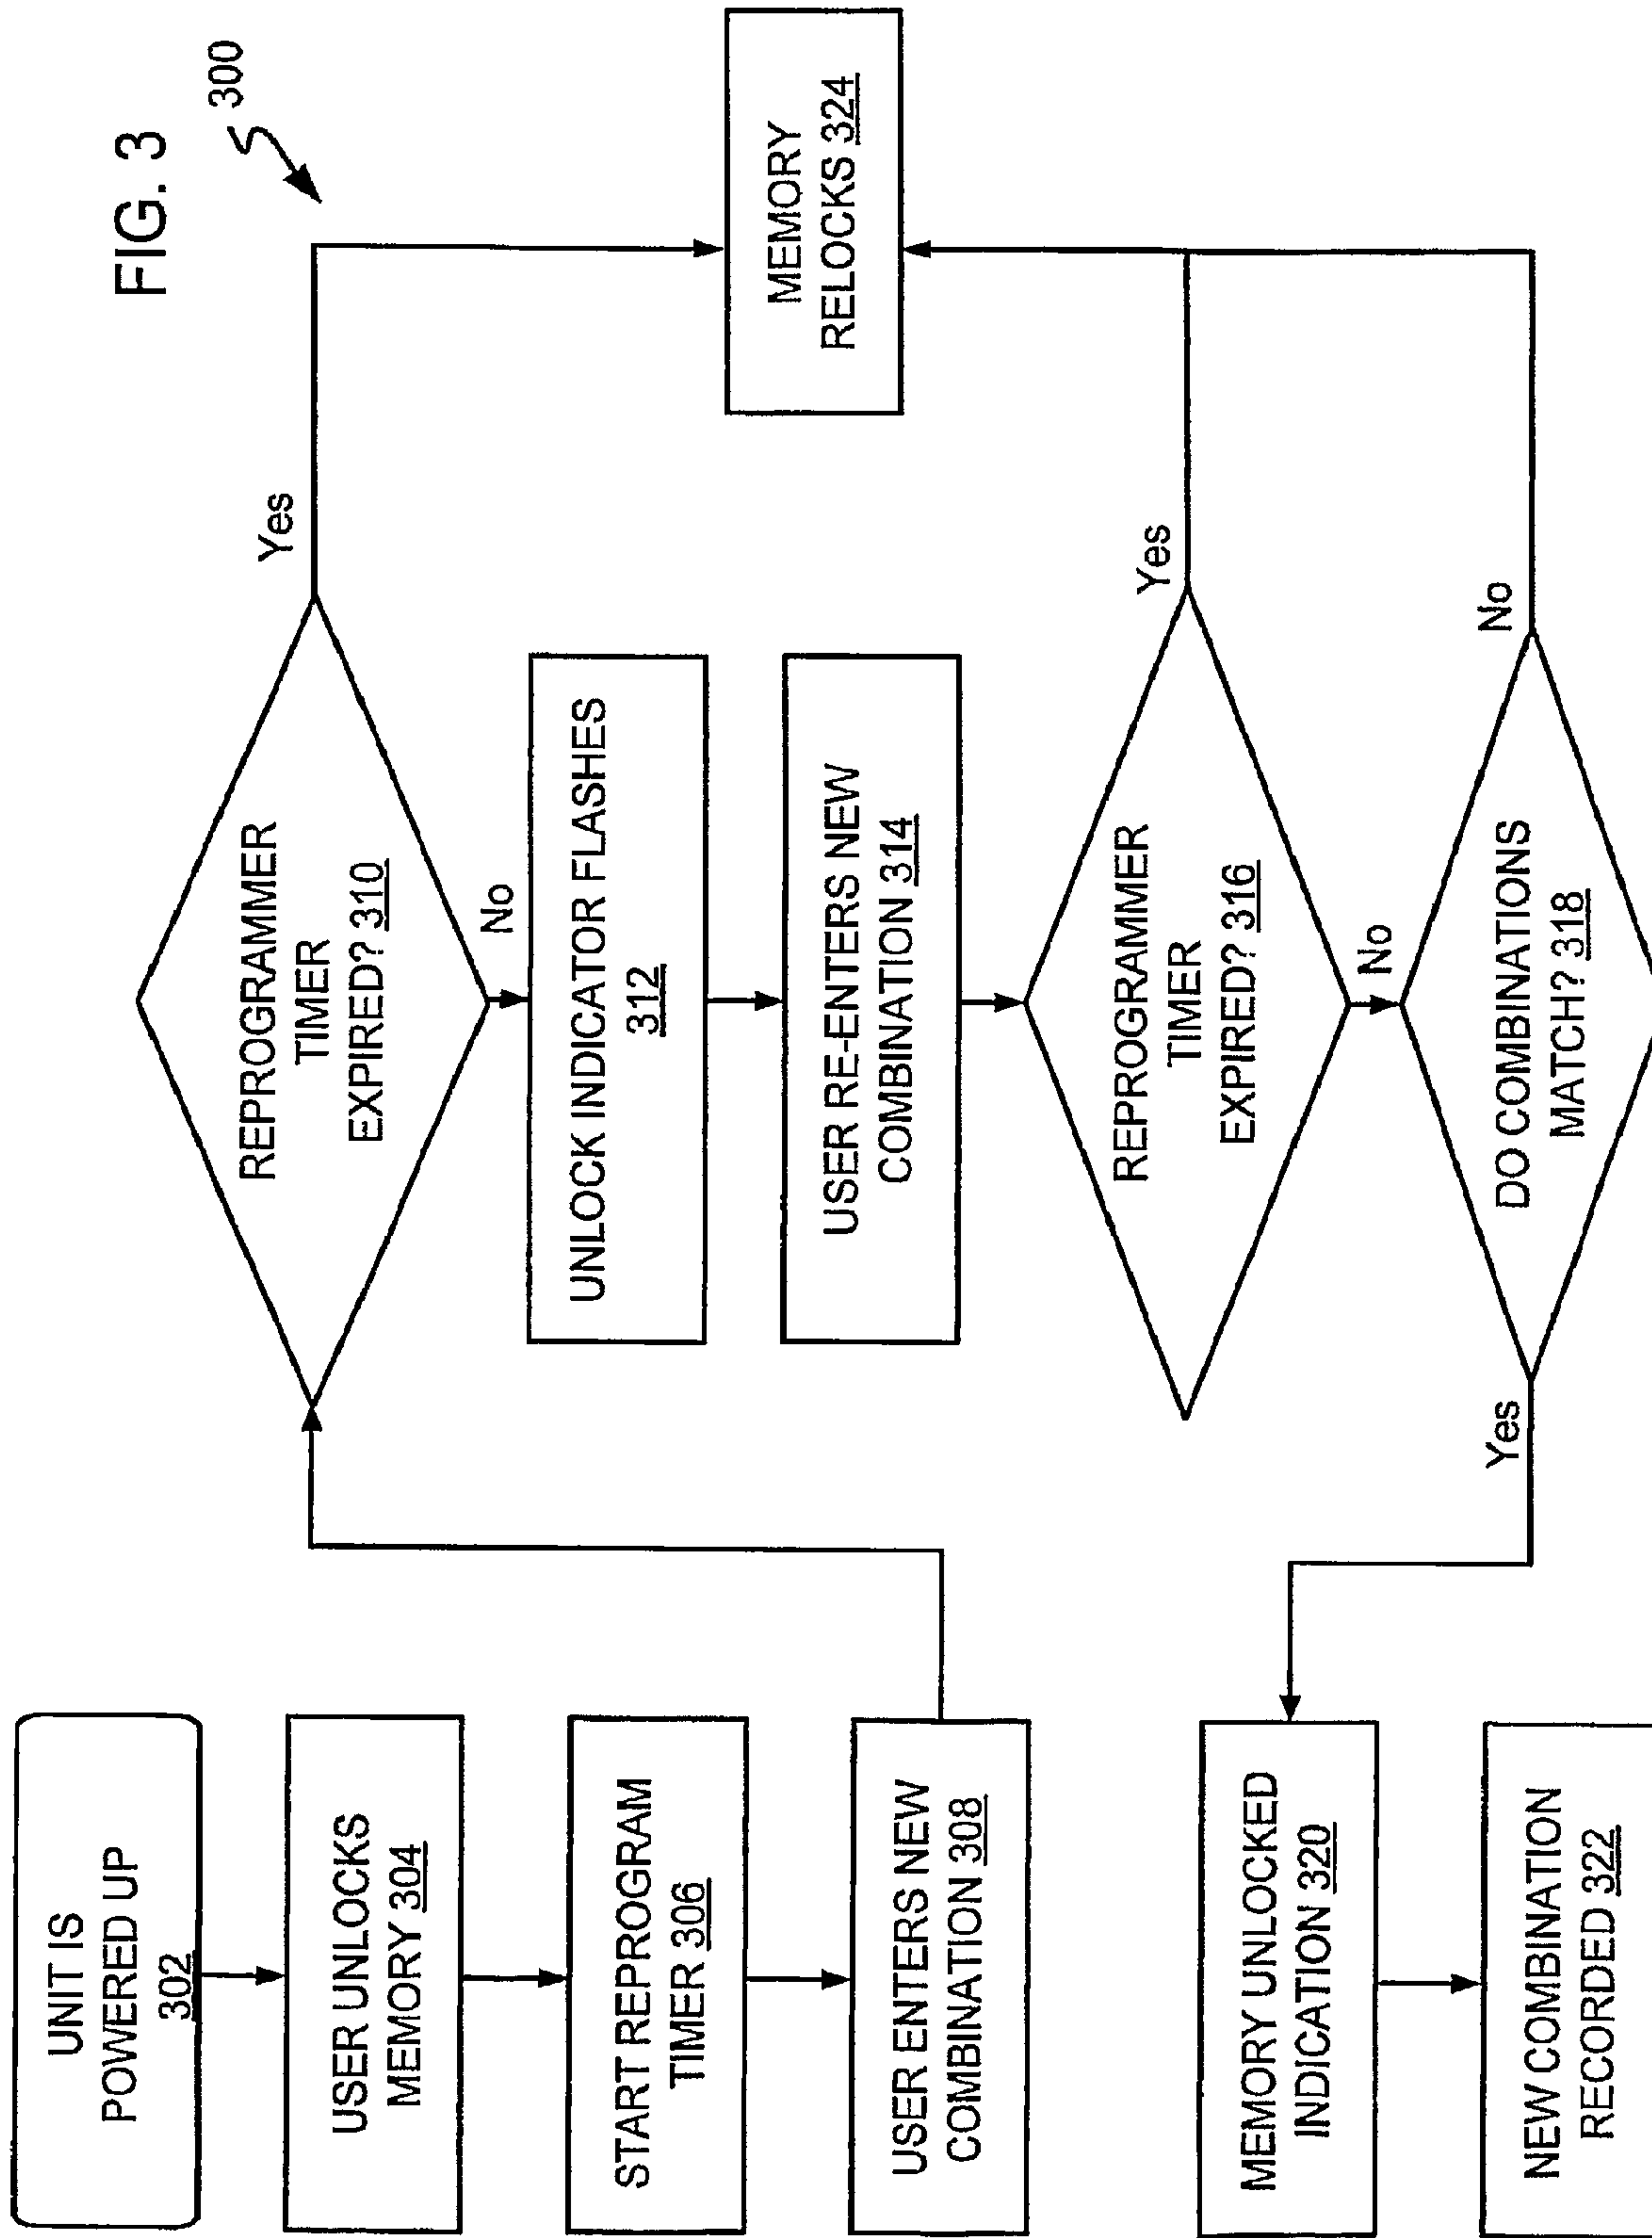 FIG. 3
300
UNIT IS
POWERED UP
302
USER UNLOCKS
MEMORY 304
START REPROGRAM
TIMER 306
USER ENTERS NEW
COMBINATION 308
REPROGRAMMER
TIMER
EXPIRED? 310
Yes
No
UNLOCK INDICATOR FLASHES
312
USER RE-ENTERS NEW
COMBINATION 314
REPROGRAMMER
TIMER
EXPIRED? 316
Yes
No
DO COMBINATIONS
MATCH? 318
Yes
No
MEMORY UNLOCKED
INDICATION 320
NEW COMBINATION
RECORDED 322
MEMORY
RELOCKS 324